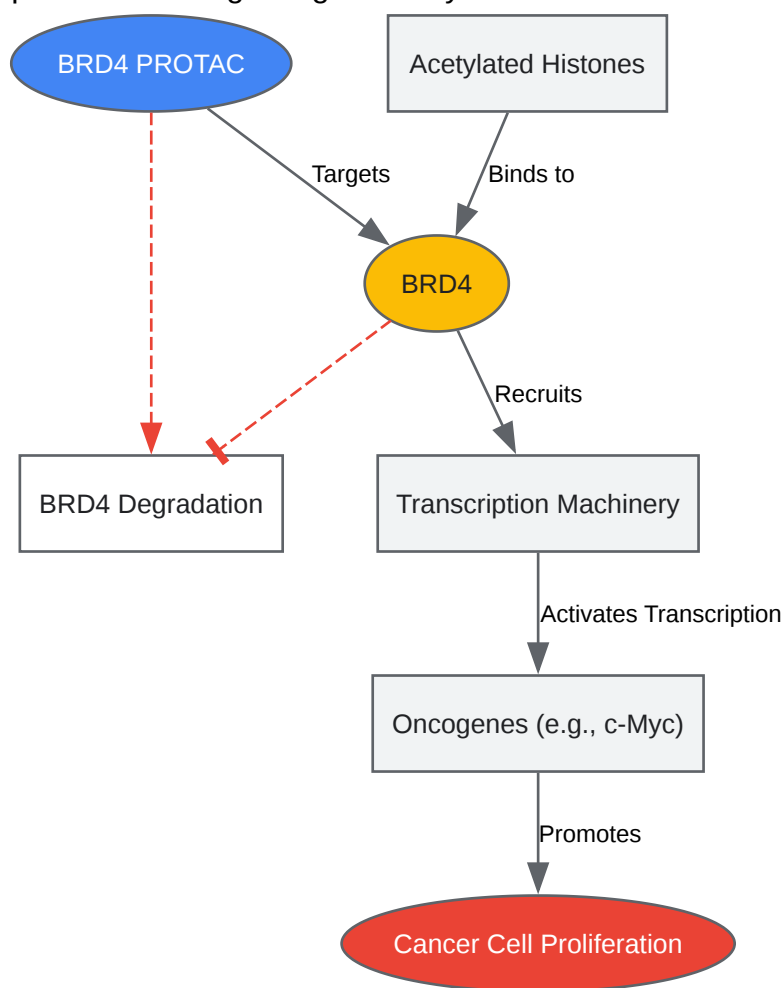 BRD4 PROTAC
Acetylated Histones
Targets
Binds to
BRD4
Recruits
BRD4 Degradation
Transcription Machinery
Activates Transcription
Oncogenes (e.g., c-Myc)
Promotes
Cancer Cell Proliferation